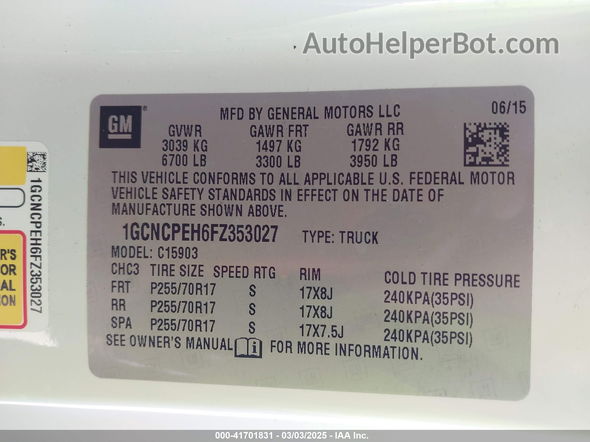 AutoHelperBot.com
GM
MFD BY GENERAL MOTORS LLC
06/15
GVWR GAWR FRT GAWR RR
3039 KG 1497 KG 1792 KG
6700 LB 3300 LB 3950 LB
THIS VEHICLE CONFORMS TO ALL APPLICABLE U.S. FEDERAL MOTOR
VEHICLE SAFETY STANDARDS IN EFFECT ON THE DATE OF
MANUFACTURE SHOWN ABOVE.
1GCNCPEH6FZ353027 TYPE: TRUCK
MODEL: C15903
CHC3 TIRE SIZE SPEED RTG RIM COLD TIRE PRESSURE
FRT P255/70R17 S 17X8J 240KPA(35PSI)
RR P255/70R17 S 17X8J 240KPA(35PSI)
SPA P255/70R17 S 17X7.5J 240KPA(35PSI)
SEE OWNER'S MANUAL FOR MORE INFORMATION.
1GCNCPEH6FZ353027
S.
R'S
OR
TION
000-41701831 - 03/03/2025 - IAA Inc.